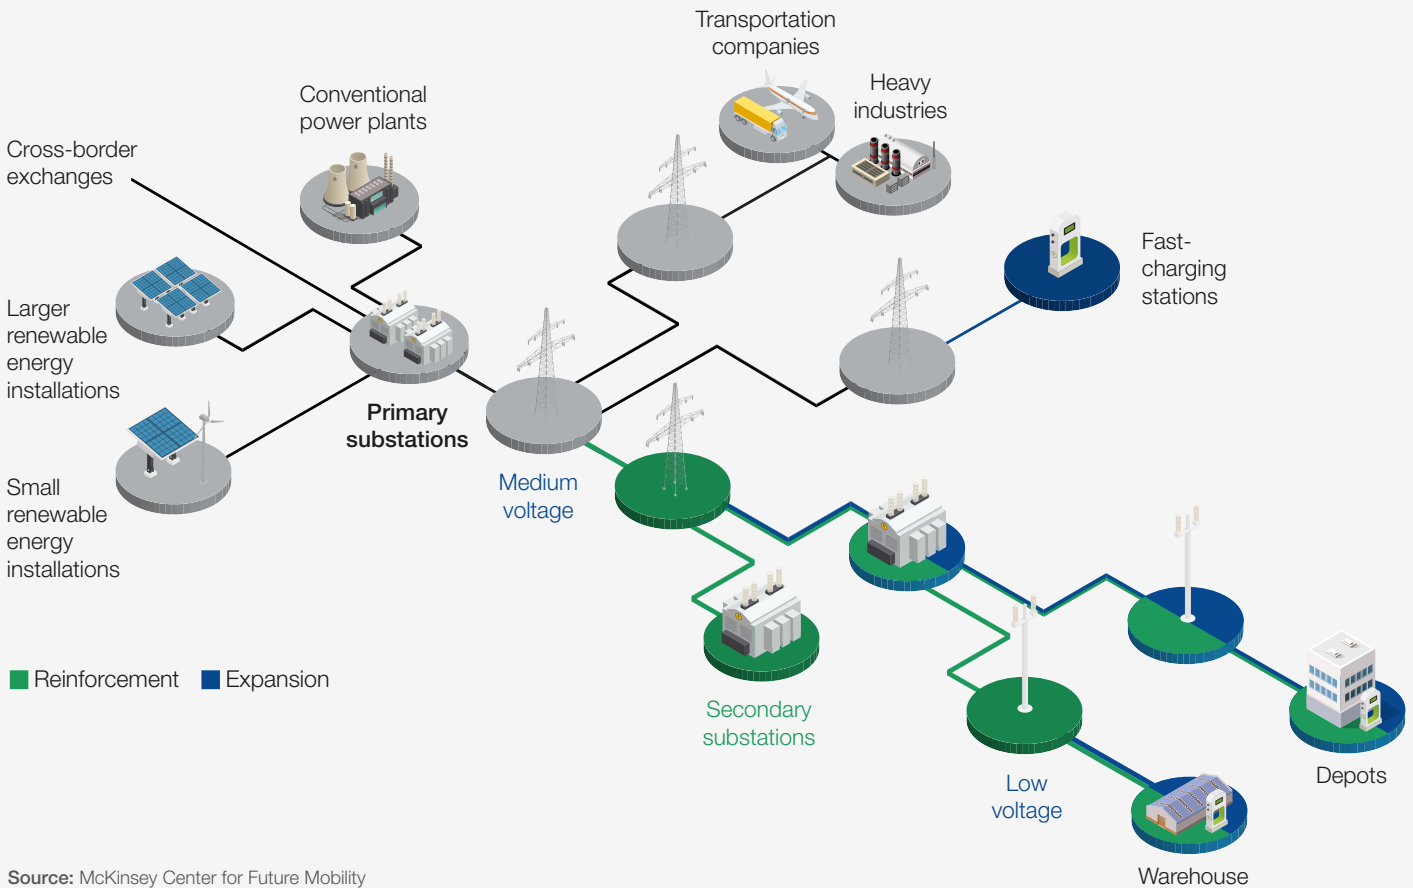 Transportation
companies
Heavy
industries
Conventional
power plants
Cross-border
exchanges
Fast-
charging
stations
Larger
renewable
energy
installations
Primary
substations
Medium
voltage
Small
renewable
energy
installations
Reinforcement
Expansion
Secondary
substations
Low
voltage
Depots
Warehouse
Source: McKinsey Center for Future Mobility